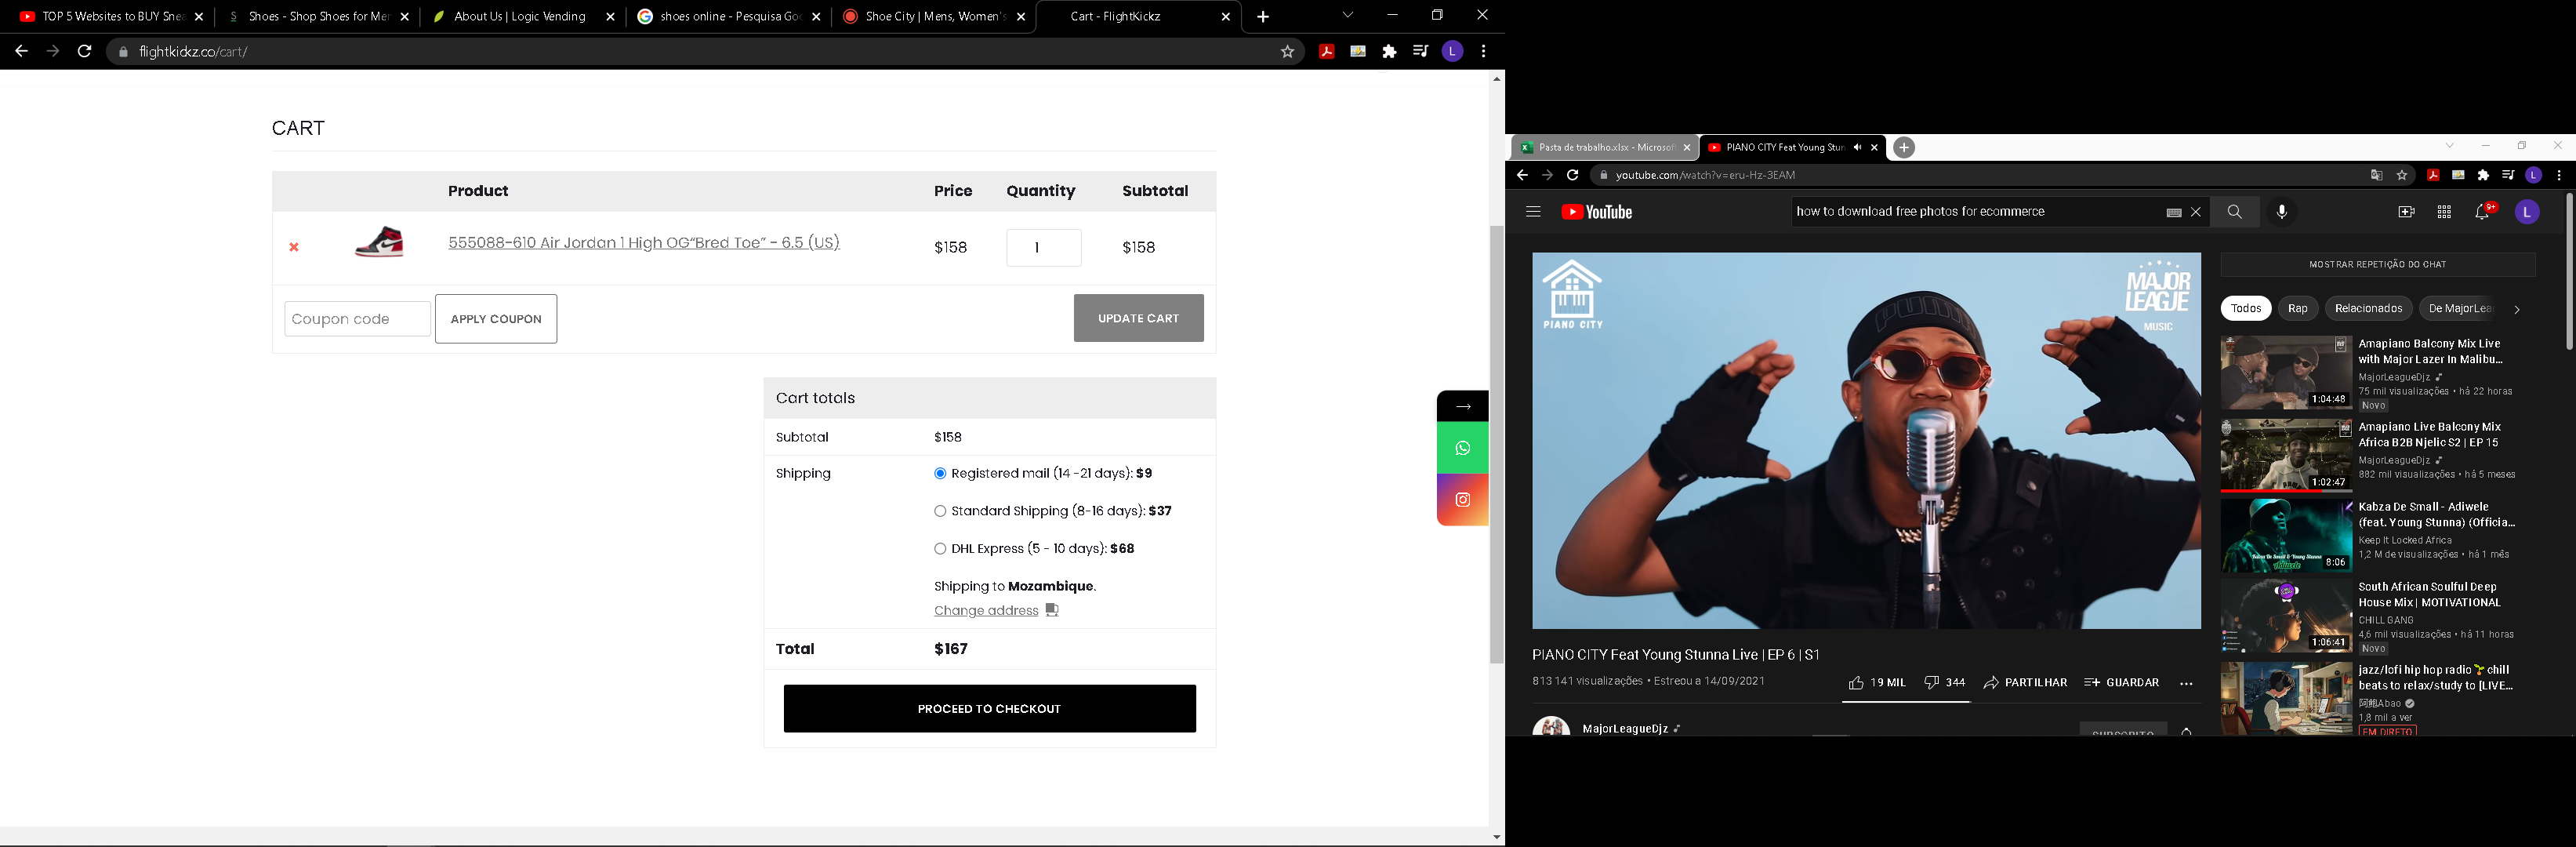 TOP 5 Websites to BUY Snea
Shoes - Shop Shoes for Mer
About Us | Logic Vending
shoes online - Pesquisa Goo
Shoe City | Mens, Women's
Cart - FlightKickz
flightkickz.co/cart/
L
CART
Product Price Quantity Subtotal
555088-610 Air Jordan 1 High OG“Bred Toe” - 6.5 (US) $158 1 $158
Coupon code APPLY COUPON UPDATE CART
Cart totals
Subtotal $158
Shipping Registered mail (14 -21 days): $9
Standard Shipping (8-16 days): $37
DHL Express (5 - 10 days): $68
Shipping to Mozambique.
Change address
Total $167
PROCEED TO CHECKOUT
Pasta de trabalho.xlsx - Microsoft
PIANO CITY Feat Young Stun
youtube.com/watch?v=eru-Hz-3EAM
L
YouTube
how to download free photos for ecommerce
9+
L
PIANO CITY
MAJOR
LEAGUE
MUSIC
PUMA
PIANO CITY Feat Young Stunna Live | EP 6 | S1
813 141 visualizações • Estreou a 14/09/2021
19 MIL 344 PARTILHAR GUARDAR
MajorLeagueDjz
SUBSCRITO
MOSTRAR REPETIÇÃO DO CHAT
Todos Rap Relacionados De MajorLea
Amapiano Balcony Mix Live
with Major Lazer In Malibu...
MajorLeagueDjz
75 mil visualizações • há 22 horas
Novo
1:04:48
Amapiano Live Balcony Mix
Africa B2B Njelic S2 | EP 15
MajorLeagueDjz
882 mil visualizações • há 5 meses
1:02:47
Kabza De Small - Adiwele
(feat. Young Stunna) (Officia...
Keep It Locked Africa
1,2 M de visualizações • há 1 mês
8:06
South African Soulful Deep
House Mix | MOTIVATIONAL
CHILL GANG
4,6 mil visualizações • há 11 horas
Novo
1:06:41
jazz/lofi hip hop radio🌱chill
beats to relax/study to [LIVE...
阿鲍Abao
1,8 mil a ver
EM DIRETO